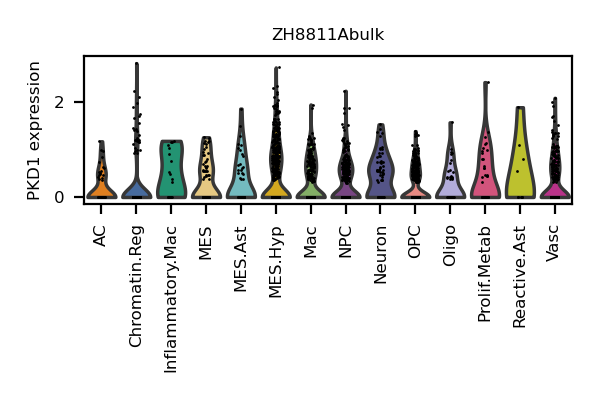 ZH8811Abulk
PKD1 expression
2
0
AC
Chromatin.Reg
Inflammatory.Mac
MES
MES.Ast
MES.Hyp
Mac
NPC
Neuron
OPC
Oligo
Prolif.Metab
Reactive.Ast
Vasc